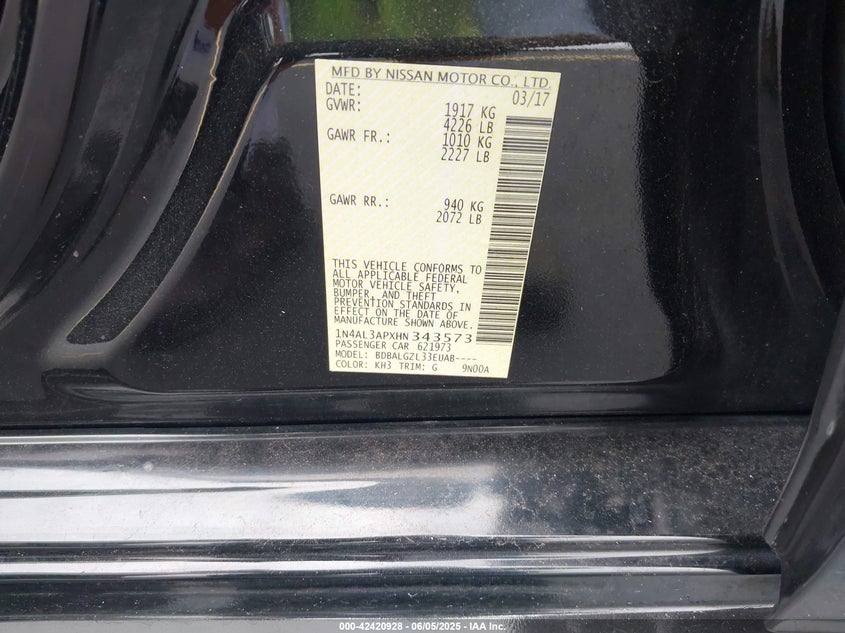 MFD BY NISSAN MOTOR CO., LTD.
DATE: 03/17
GVWR: 1917 KG
4226 LB
GAWR FR.: 1010 KG
2227 LB
GAWR RR.: 940 KG
2072 LB
THIS VEHICLE CONFORMS TO
ALL APPLICABLE FEDERAL
MOTOR VEHICLE SAFETY,
BUMPER, AND THEFT
PREVENTION STANDARDS IN
EFFECT ON THE DATE OF
MANUFACTURE SHOWN ABOVE.
1N4AL3APXHN343573
PASSENGER CAR 621973
MODEL: BDBALGZL33EUAB----
COLOR: KH3 TRIM: G 9N00A
000-42420928 - 06/05/2025 - IAA Inc.